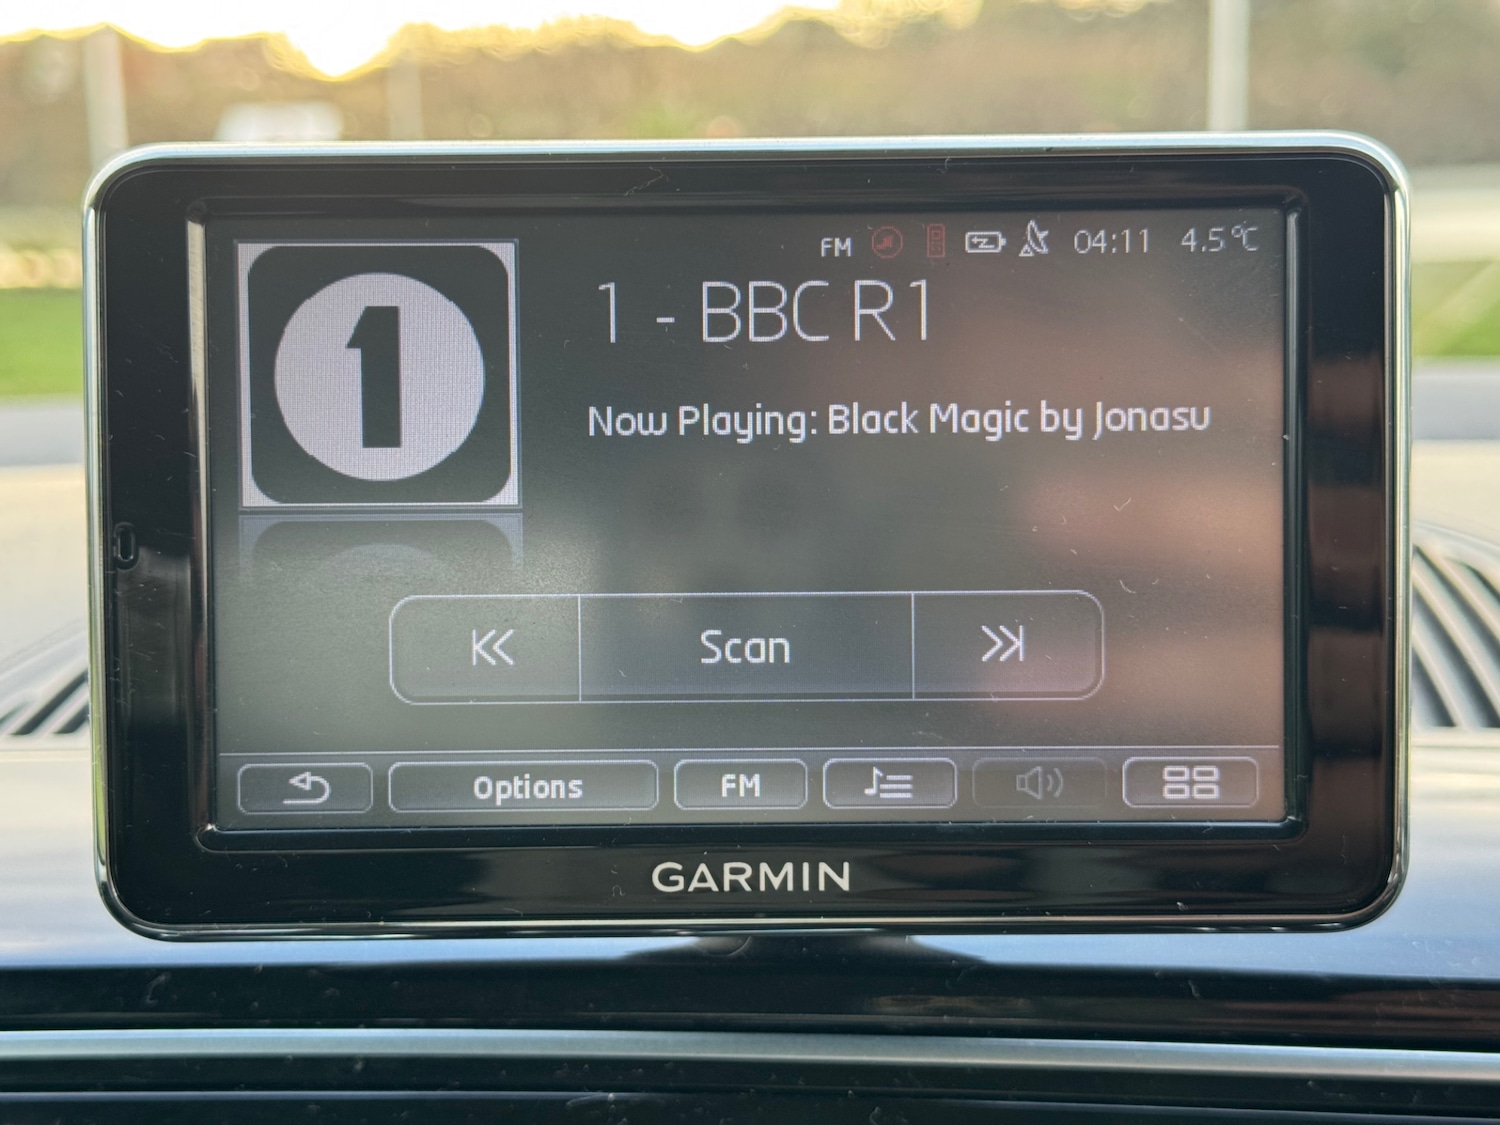 FM 04:11 4.5°C
1
1 - BBC R1
Now Playing: Black Magic by Jonasu
Scan
Options FM
GARMIN